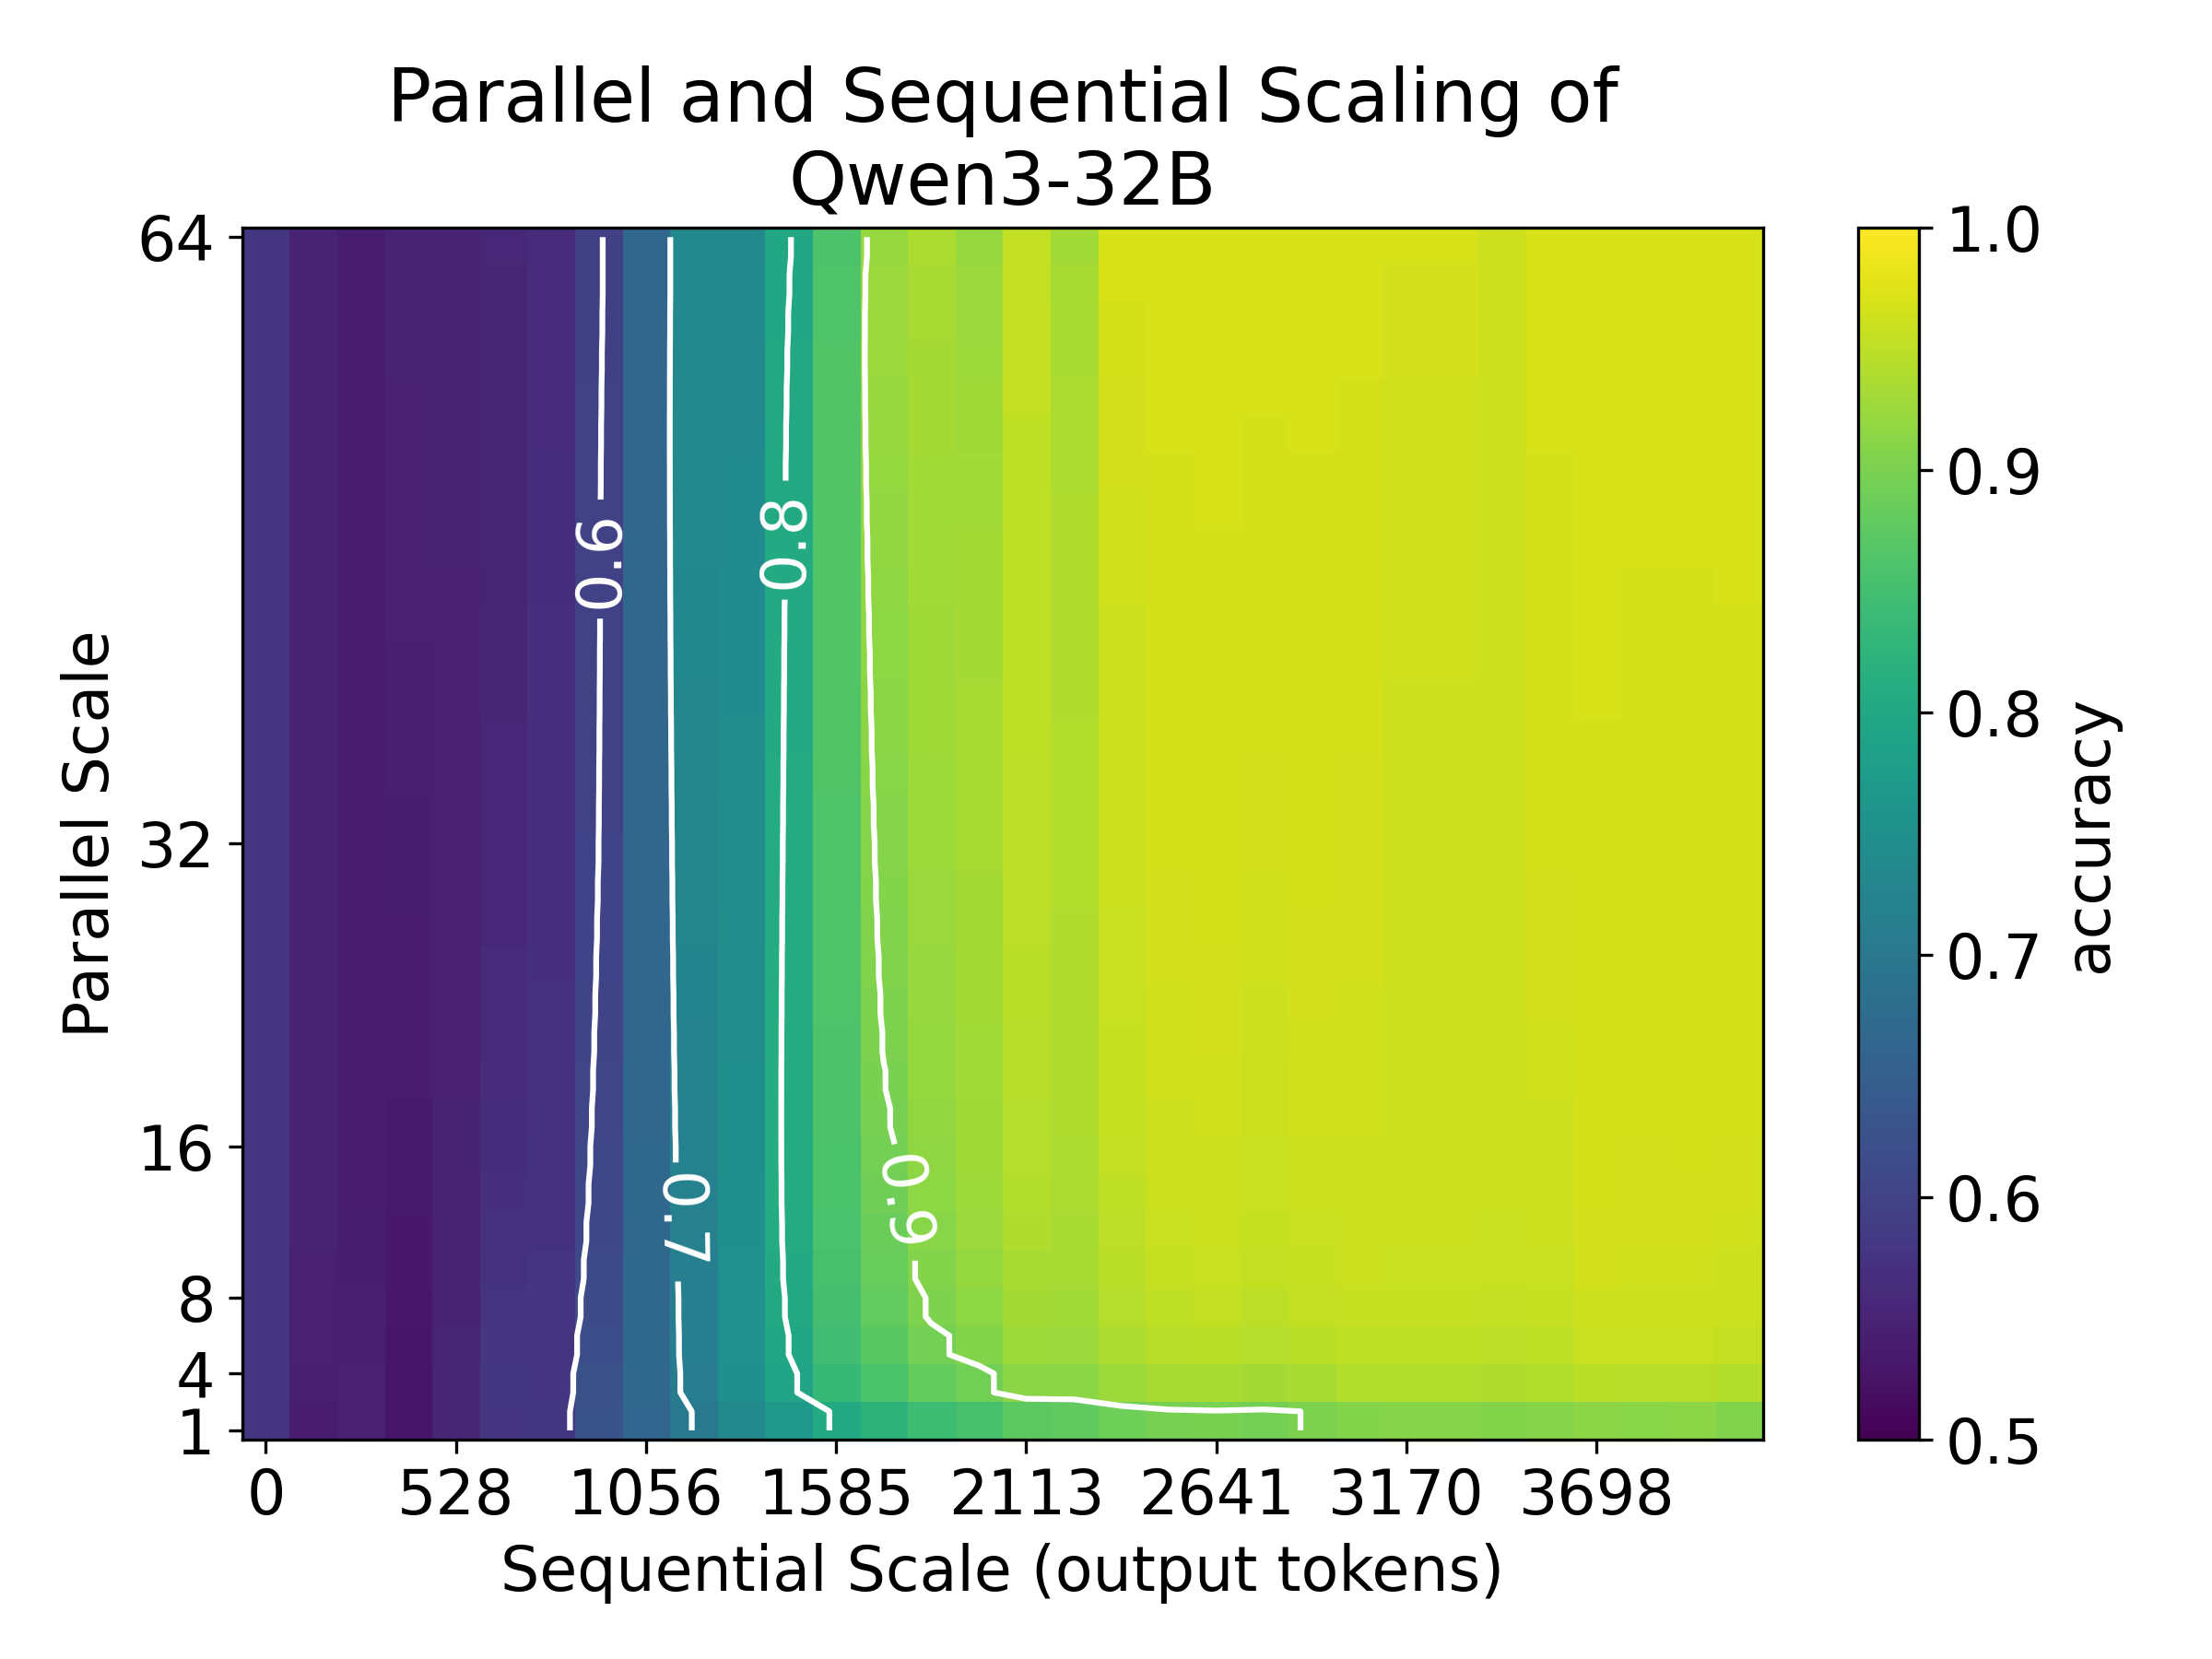 Parallel and Sequential Scaling of
Qwen3-32B
Parallel Scale
64
32
16
8
4
1
0.6
0.7
0.8
0.9
0 528 1056 1585 2113 2641 3170 3698
Sequential Scale (output tokens)
1.0
0.9
0.8
0.7
0.6
0.5
accuracy